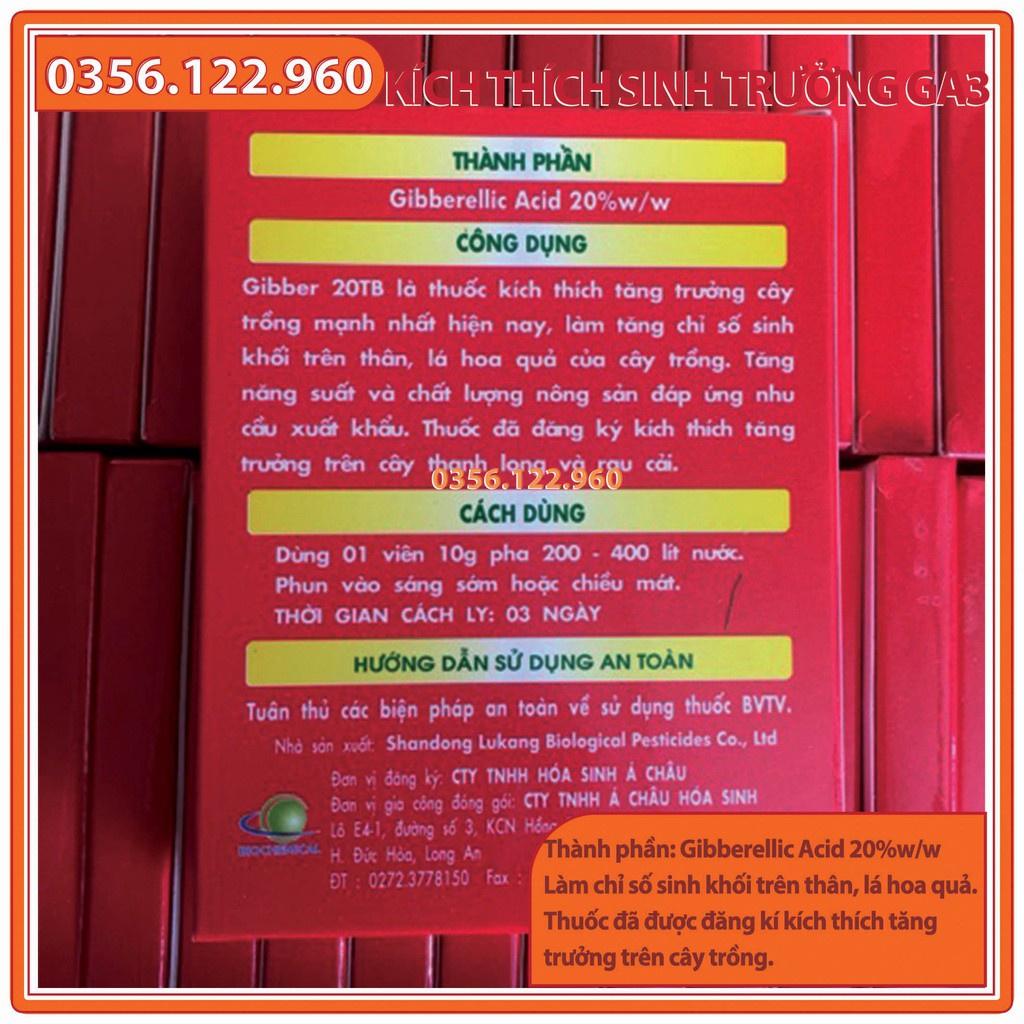 0356.122.960
KÍCH THÍCH SINH TRƯỞNG GA3
THÀNH PHẦN
Gibberellic Acid 20%w/w
CÔNG DỤNG
Gibber 20TB là thuốc kích thích tăng trưởng cây
trồng mạnh nhất hiện nay, làm tăng chỉ số sinh
khối trên thân, lá hoa quả của cây trồng. Tăng
năng suất và chất lượng nông sản đáp ứng nhu
cầu xuất khẩu. Thuốc đã đăng ký kích thích tăng
trưởng trên cây thanh long và rau cải.
0356.122.960
CÁCH DÙNG
Dùng 01 viên 10g pha 200 - 400 lít nước.
Phun vào sáng sớm hoặc chiều mát.
THỜI GIAN CÁCH LY: 03 NGÀY
HƯỚNG DẪN SỬ DỤNG AN TOÀN
Tuân thủ các biện pháp an toàn về sử dụng thuốc BVTV.
Nhà sản xuất: Shandong Lukang Biological Pesticides Co., Ltd
Đơn vị đăng ký: CTY TNHH HÓA SINH Á CHÂU
Đơn vị gia công đóng gói: CTY TNHH Á CHÂU HÓA SINH
Lô E4-1, đường số 3, KCN Hồng
H. Đức Hòa, Long An
ĐT : 0272.3778150 Fax :
BIOCHEMICAL
Thành phần: Gibberellic Acid 20%w/w
Làm chỉ số sinh khối trên thân, lá hoa quả.
Thuốc đã được đăng kí kích thích tăng
trưởng trên cây trồng.